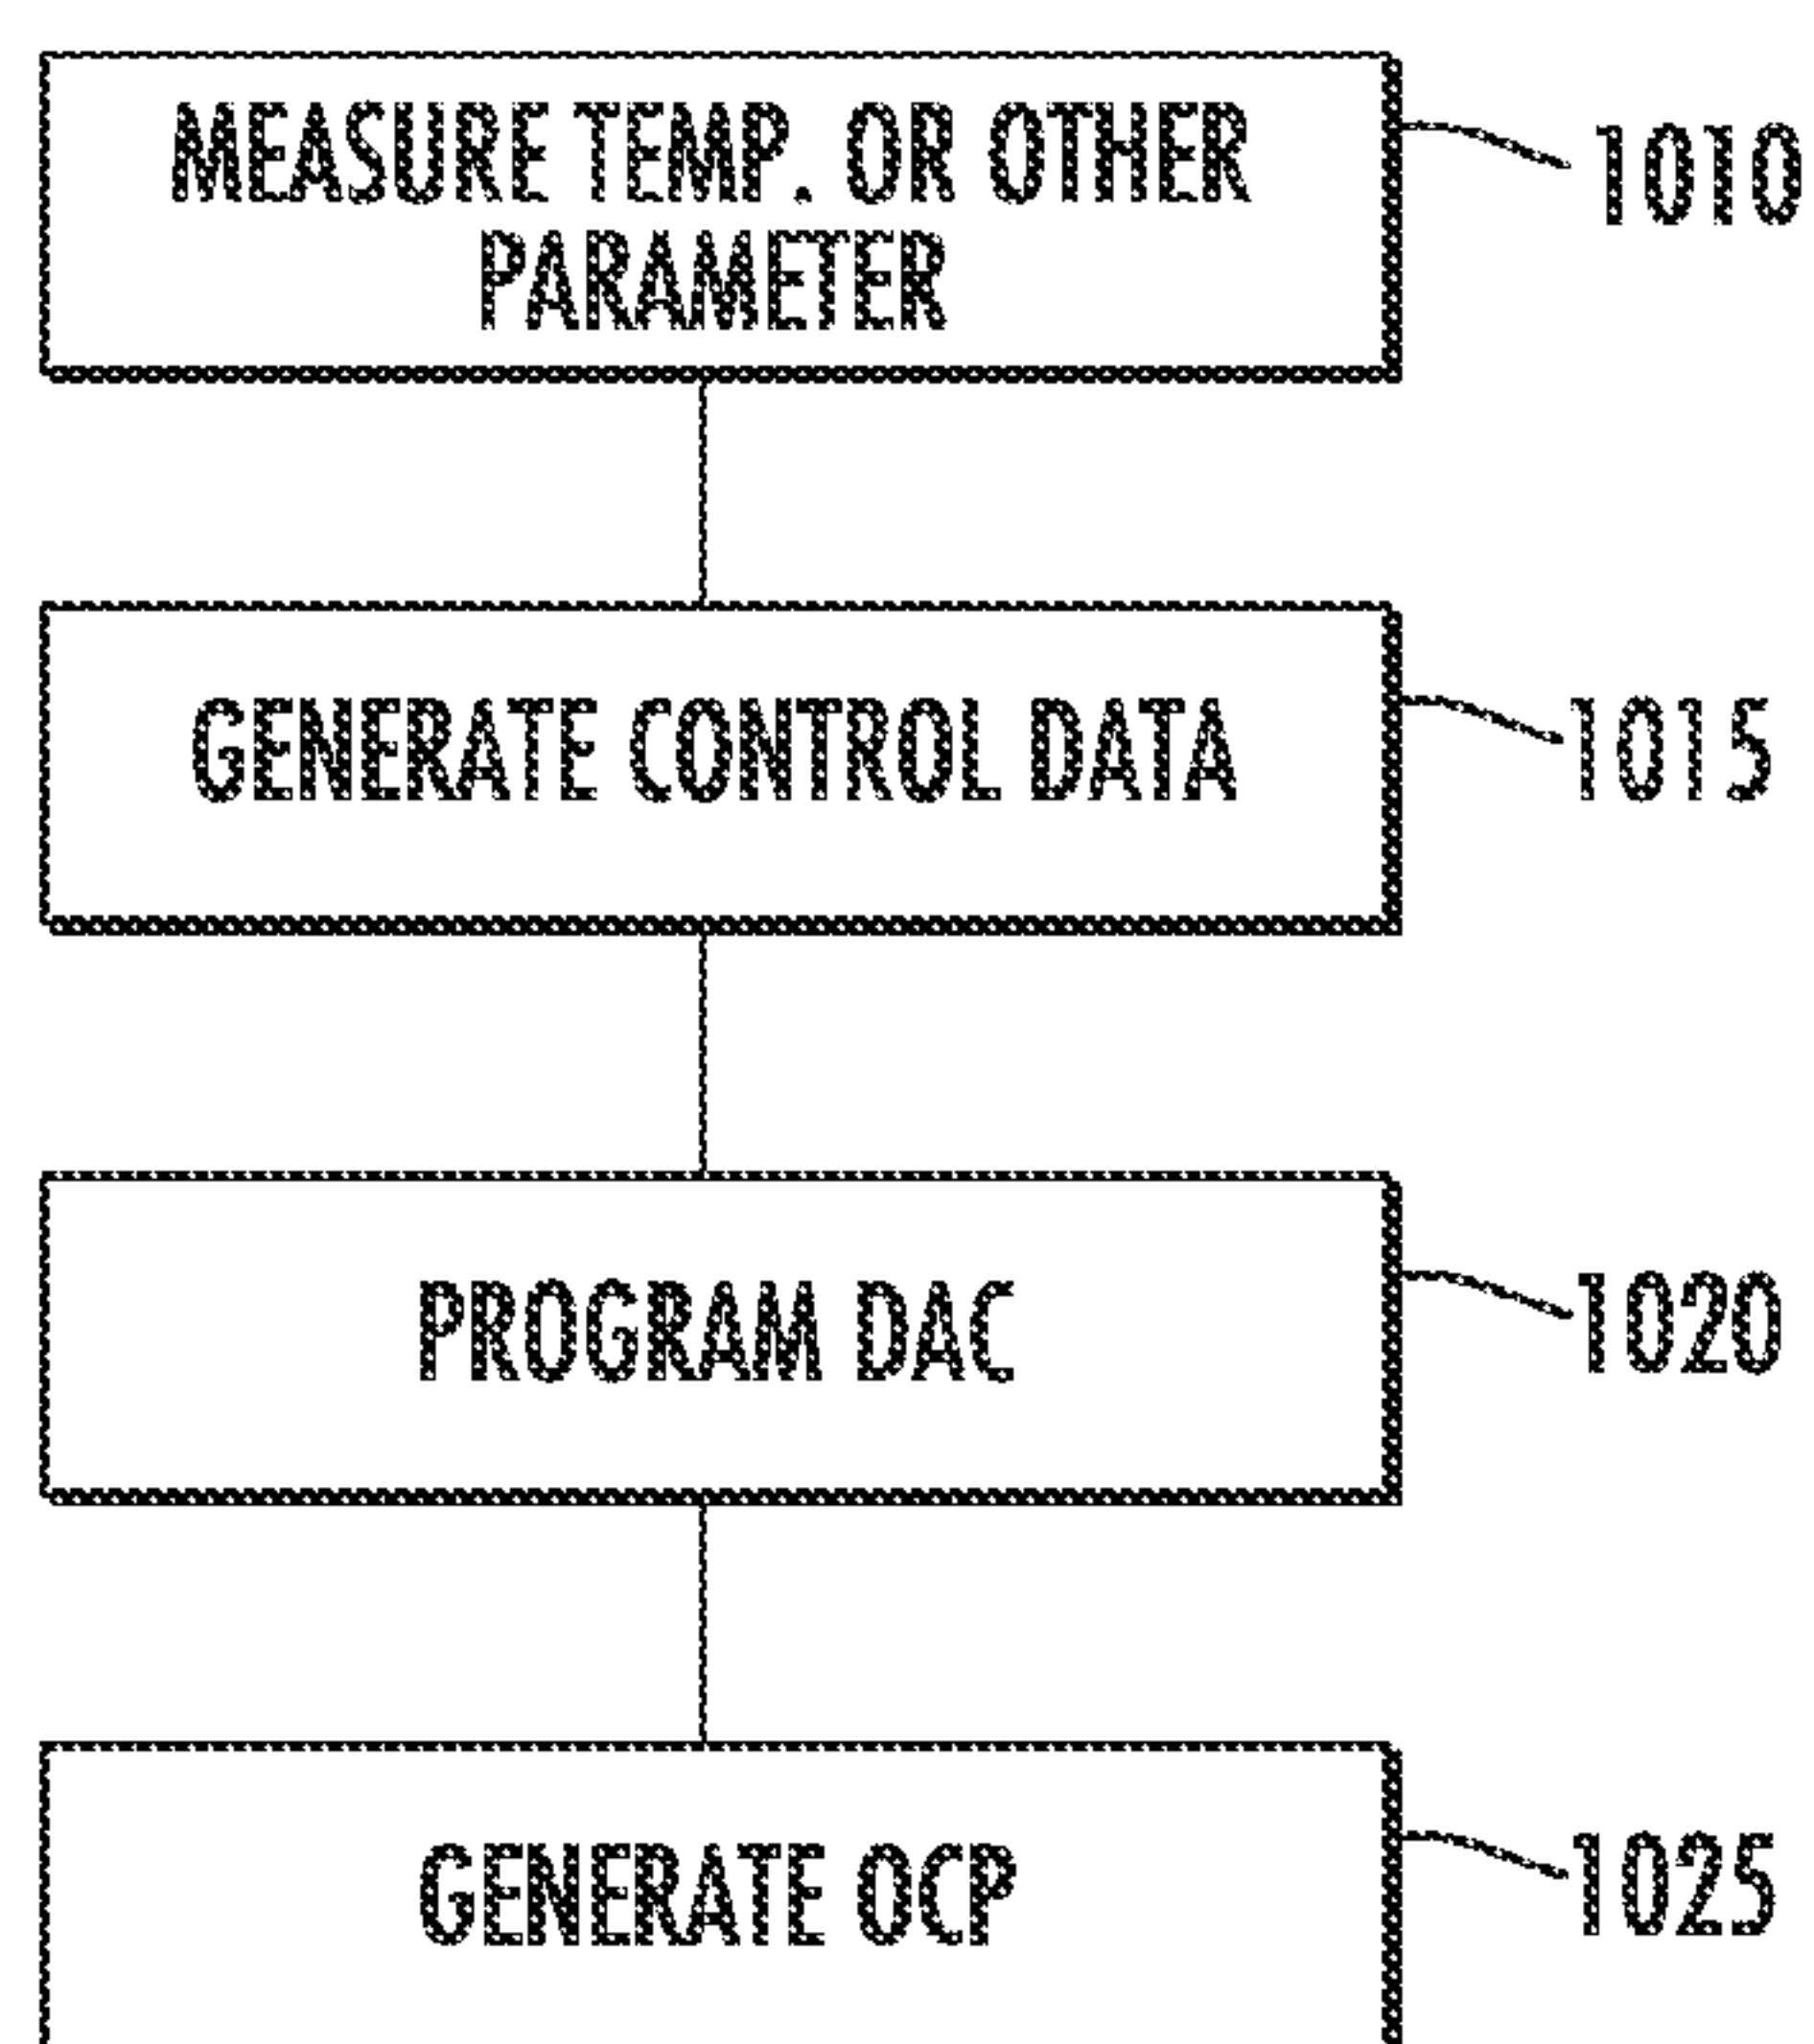 MEASURE TEMP. OR OTHER
PARAMETER
1010
GENERATE CONTROL DATA
1015
PROGRAM DAC
1020
GENERATE OCP
1025